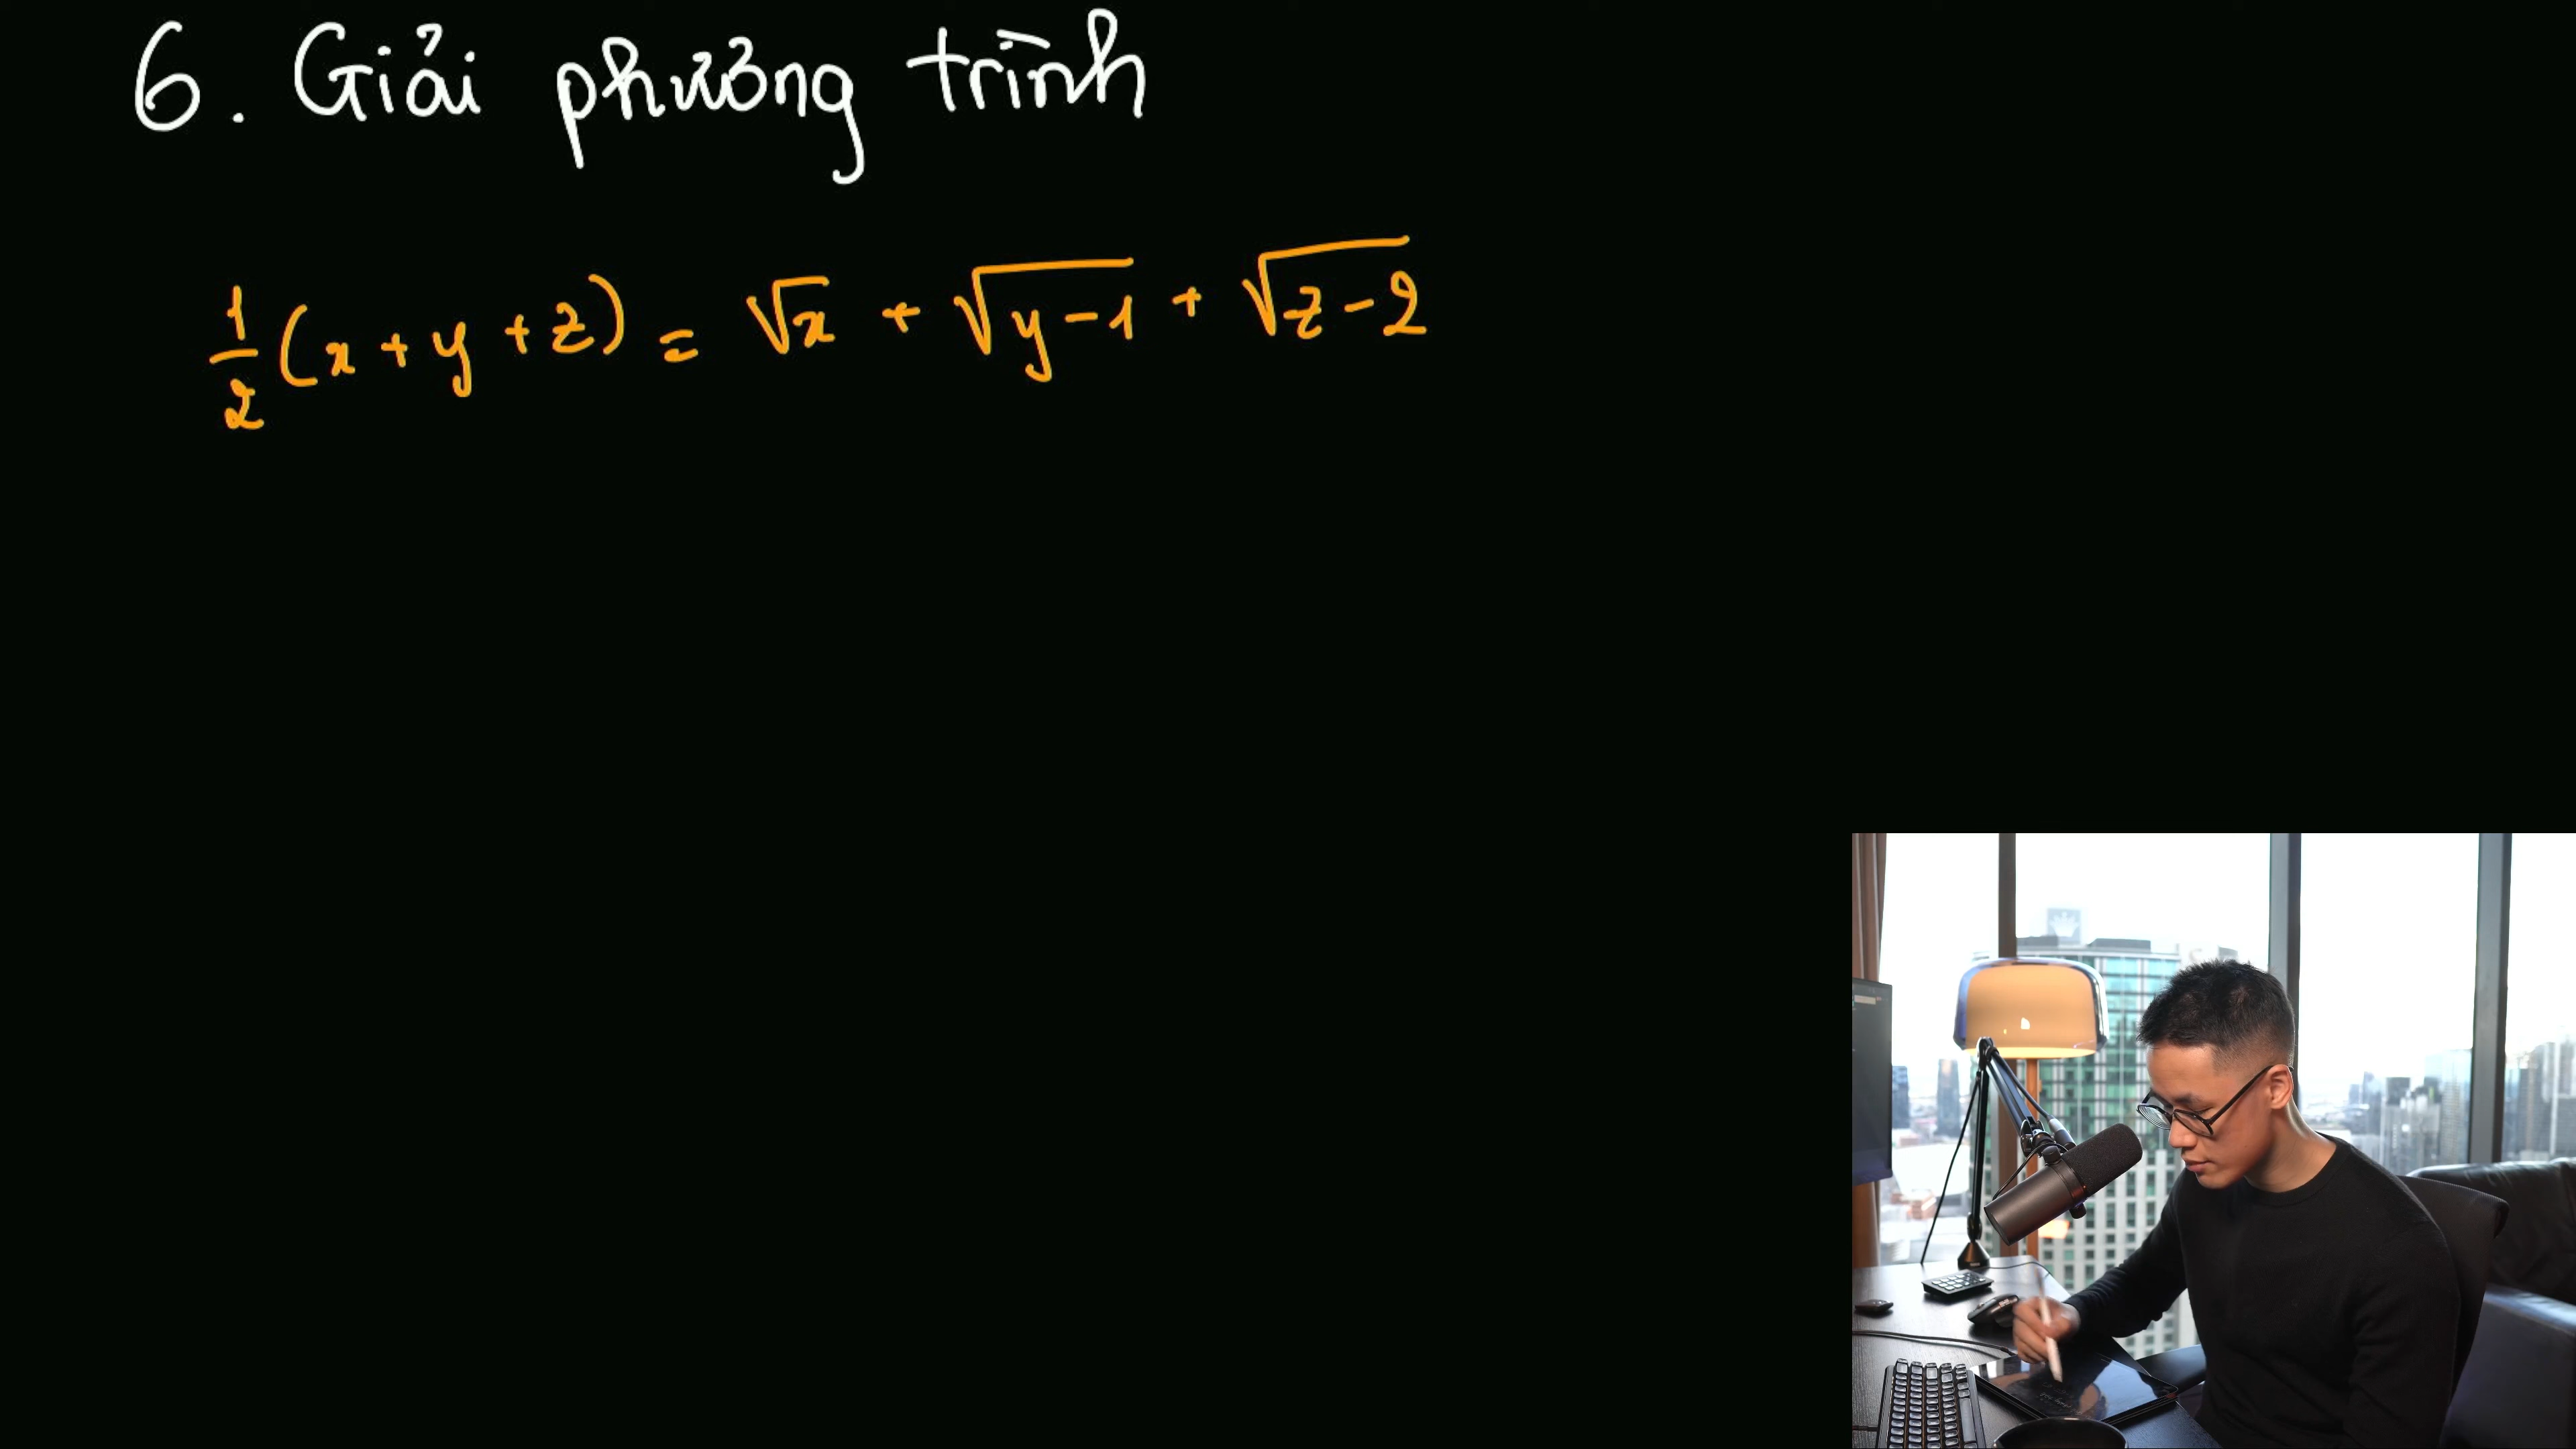 6. Giải phương trình
1/2 (x + y + z) = √x + √(y-1) + √(z-2)